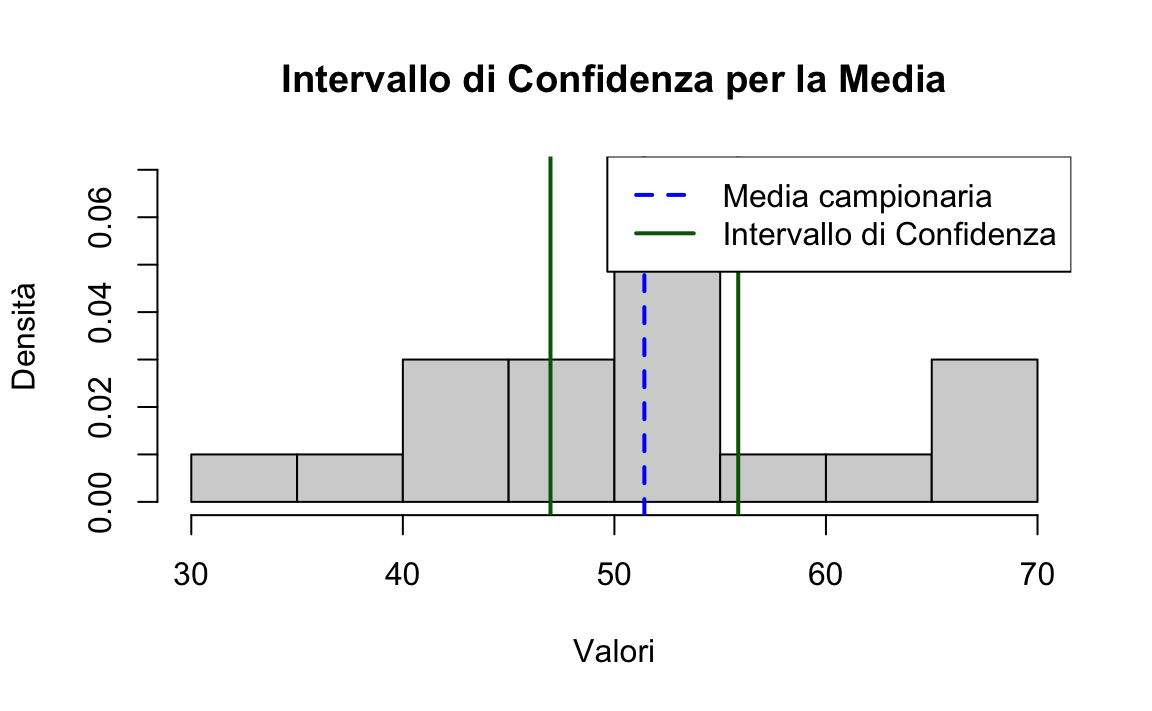 Intervallo di Confidenza per la Media
Media campionaria
Intervallo di Confidenza
Densità
0.06
0.04
0.02
0.00
30 40 50 60 70
Valori